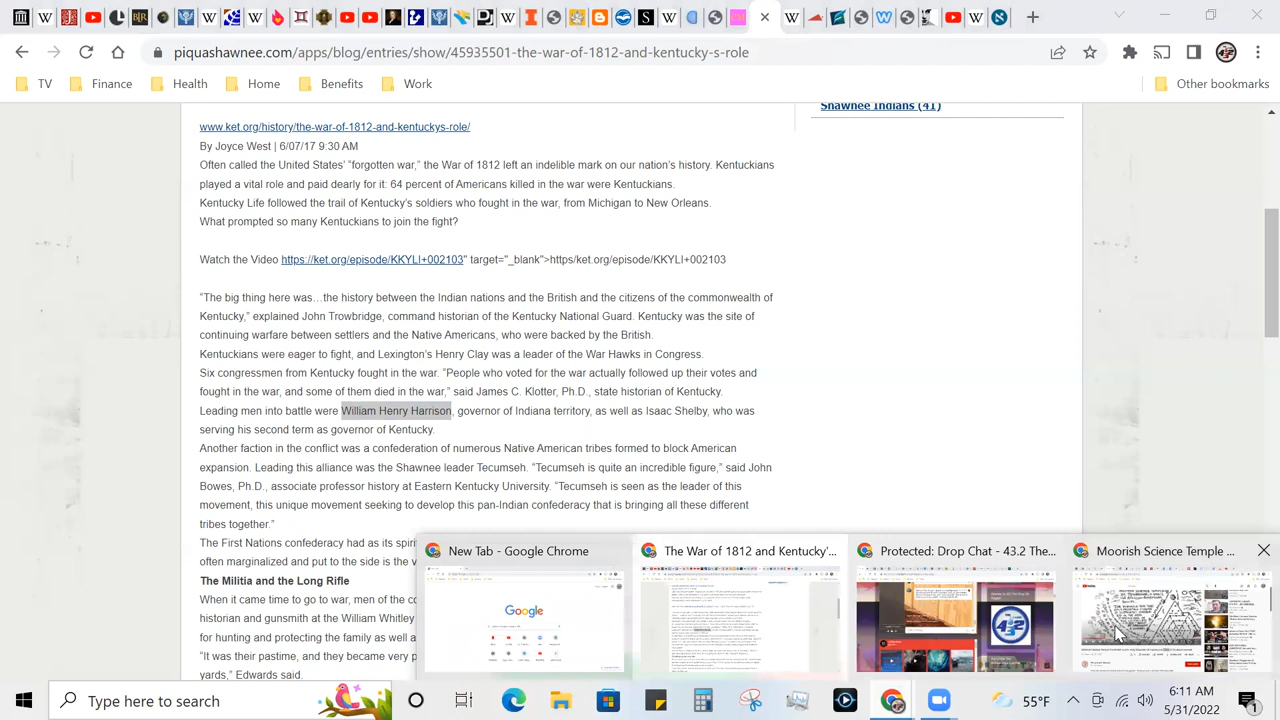 piquashawnee.com/apps/blog/entries/show/45935501-the-war-of-1812-and-kentucky-s-role
TV Finance Health Home Benefits Work Other bookmarks
Shawnee Indians (41)
www.ket.org/history/the-war-of-1812-and-kentuckys-role/
By Joyce West | 6/07/17 9:30 AM
Often called the United States' "forgotten war," the War of 1812 left an indelible mark on our nation's history. Kentuckians
played a vital role and paid dearly for it: 64 percent of Americans killed in the war were Kentuckians.
Kentucky Life followed the trail of Kentucky's soldiers who fought in the war, from Michigan to New Orleans.
What prompted so many Kentuckians to join the fight?
Watch the Video https://ket.org/episode/KKYLI+002103" target="_blank">https/ket.org/episode/KKYLI+002103
"The big thing here was…the history between the Indian nations and the British and the citizens of the commonwealth of
Kentucky," explained John Trowbridge, command historian of the Kentucky National Guard. Kentucky was the site of
continuing warfare between settlers and the Native Americans, who were backed by the British.
Kentuckians were eager to fight, and Lexington's Henry Clay was a leader of the War Hawks in Congress.
Six congressmen from Kentucky fought in the war. "People who voted for the war actually followed up their votes and
fought in the war, and some of them died in the war," said James C. Klotter, Ph.D., state historian of Kentucky.
Leading men into battle were William Henry Harrison, governor of Indiana territory, as well as Isaac Shelby, who was
serving his second term as governor of Kentucky.
Another faction in the conflict was a confederation of numerous Native American tribes formed to block American
expansion. Leading this alliance was the Shawnee leader Tecumseh. "Tecumseh is quite an incredible figure," said John
Bowes, Ph.D., associate professor history at Eastern Kentucky University. "Tecumseh is seen as the leader of this
movement, this unique movement seeking to develop this pan-Indian confederacy that is bringing all these different
tribes together."
The First Nations confederacy had as its
often marginalized and put to the side is the
The Militia and the Long Rifle
When it came time to go to war, men of the
historian and gunsmith at the William
for hunting and protecting the family as well
"It was their pastime, and they became very
yards," Edwards said.
New Tab - Google Chrome
The War of 1812 and Kentucky'...
Protected: Drop Chat - 43.2 The...
Moorish Science Temple ...
Google
Type here to search
55°F
6:11 AM
5/31/2022
1